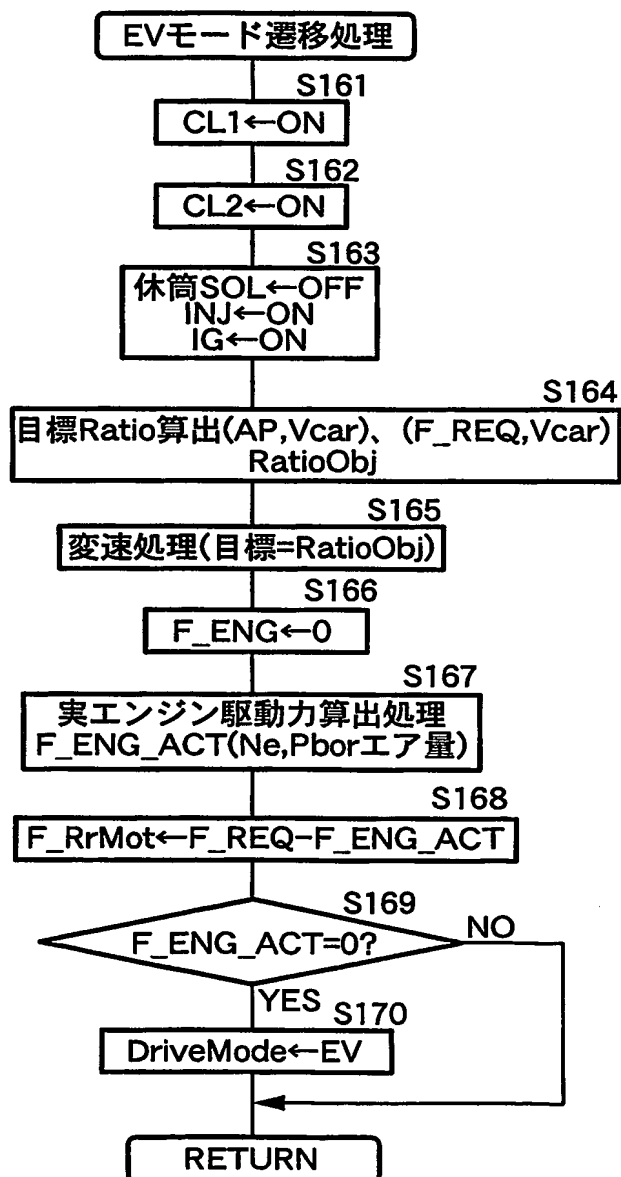 EVモード遷移処理
S161
CL1←ON
S162
CL2←ON
S163
休筒SOL←OFF
INJ←ON
IG←ON
S164
目標Ratio算出(AP,Vcar)、(F_REQ,Vcar)
RatioObj
S165
変速処理(目標=RatioObj)
S166
F_ENG←0
S167
実エンジン駆動力算出処理
F_ENG_ACT(Ne,Pborエア量)
S168
F_RrMot←F_REQ−F_ENG_ACT
S169
F_ENG_ACT=0?
NO
YES
S170
DriveMode←EV
RETURN